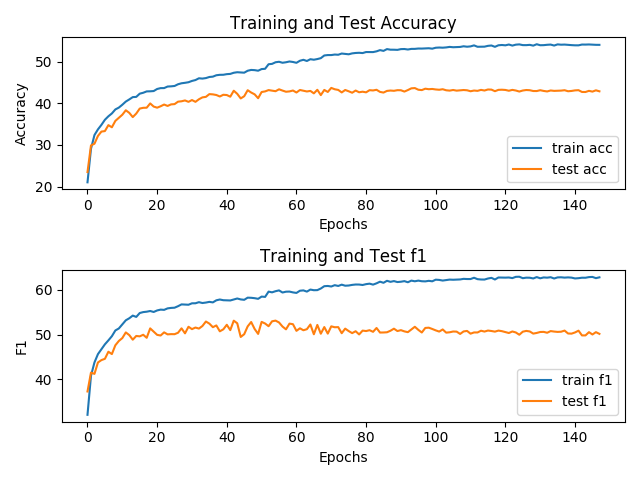 Training and Test Accuracy
Accuracy
50
40
30
20
train acc
test acc
0 20 40 60 80 100 120 140
Epochs
Training and Test f1
F1
60
50
40
train f1
test f1
0 20 40 60 80 100 120 140
Epochs